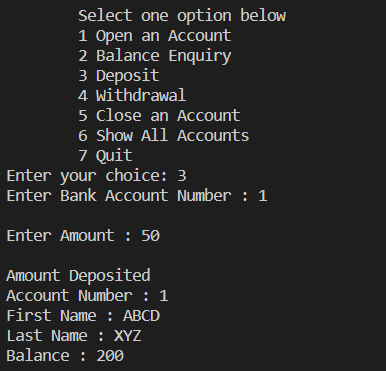 Select one option below
1 Open an Account
2 Balance Enquiry
3 Deposit
4 Withdrawal
5 Close an Account
6 Show All Accounts
7 Quit
Enter your choice: 3
Enter Bank Account Number : 1
Enter Amount : 50
Amount Deposited
Account Number : 1
First Name : ABCD
Last Name : XYZ
Balance : 200